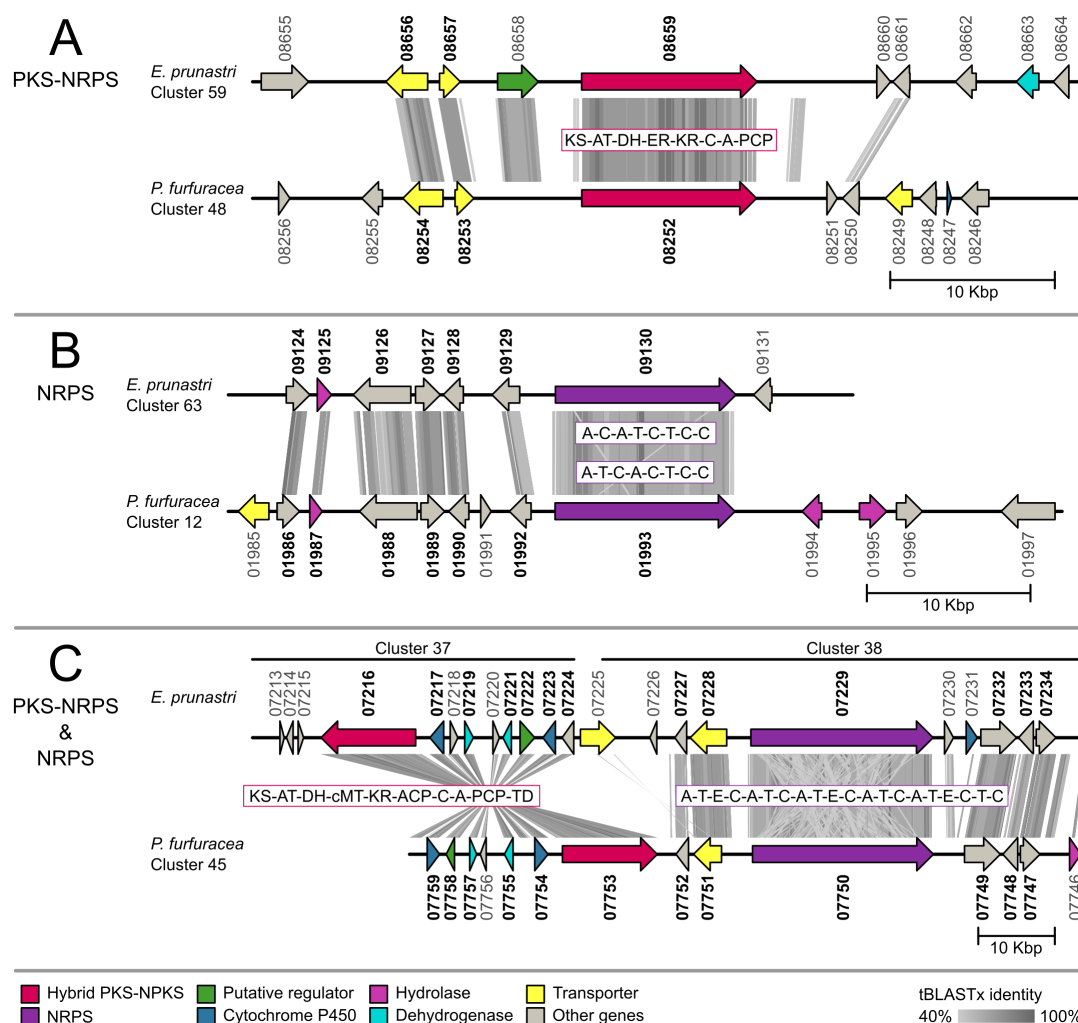 A
PKS-NRPS
E. prunastri
Cluster 59
08655
08656
08657
08658
08659
08660
08661
08662
08663
08664
KS-AT-DH-ER-KR-C-A-PCP
P. furfuracea
Cluster 48
08256
08255
08254
08253
08252
08251
08250
08249
08248
08247
08246
10 Kbp
B
NRPS
E. prunastri
Cluster 63
09124
09125
09126
09127
09128
09129
09130
09131
A-C-A-T-C-T-C-C
A-T-C-A-C-T-C-C
P. furfuracea
Cluster 12
01985
01986
01987
01988
01989
01990
01991
01992
01993
01994
01995
01996
01997
10 Kbp
C
PKS-NRPS
&
NRPS
Cluster 37
Cluster 38
E. prunastri
07213
07214
07215
07216
07217
07218
07219
07220
07221
07222
07223
07224
07225
07226
07227
07228
07229
07230
07231
07232
07233
07234
KS-AT-DH-cMT-KR-ACP-C-A-PCP-TD
A-T-E-C-A-T-C-A-T-E-C-A-T-C-A-T-E-C-T-C
P. furfuracea
Cluster 45
07759
07758
07757
07756
07755
07754
07753
07752
07751
07750
07749
07748
07747
07746
10 Kbp
Hybrid PKS-NPKS
Putative regulator
Hydrolase
Transporter
NRPS
Cytochrome P450
Dehydrogenase
Other genes
tBLASTx identity
40%
100%